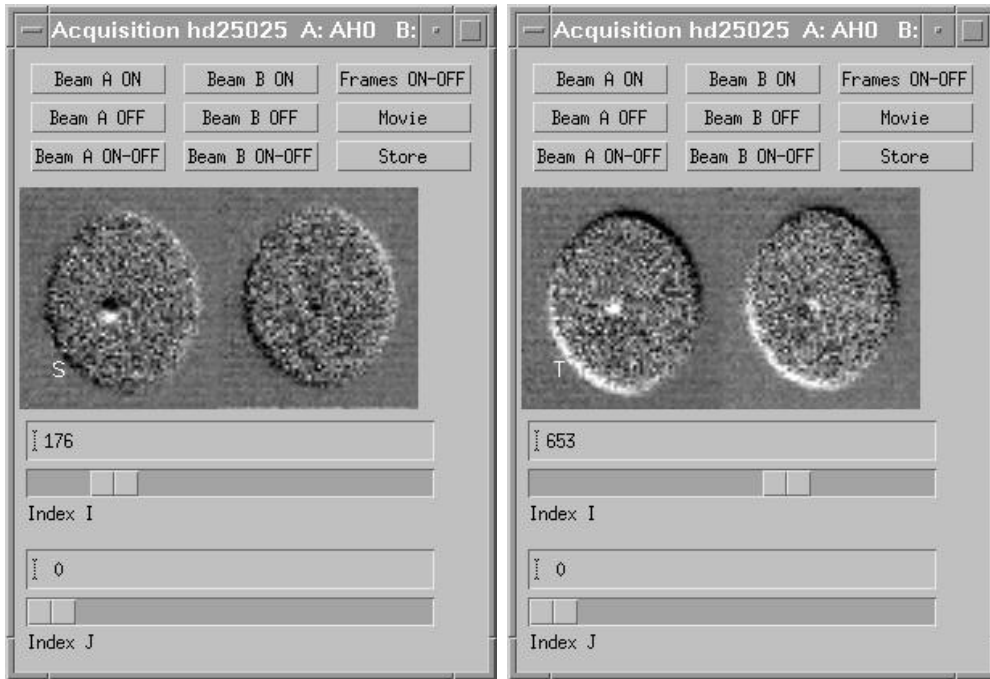 Acquisition hd25025 A: AH0 B:
Beam A ON Beam B ON Frames ON-OFF
Beam A OFF Beam B OFF Movie
Beam A ON-OFF Beam B ON-OFF Store
S
176
Index I
0
Index J
Acquisition hd25025 A: AH0 B:
Beam A ON Beam B ON Frames ON-OFF
Beam A OFF Beam B OFF Movie
Beam A ON-OFF Beam B ON-OFF Store
T
653
Index I
0
Index J